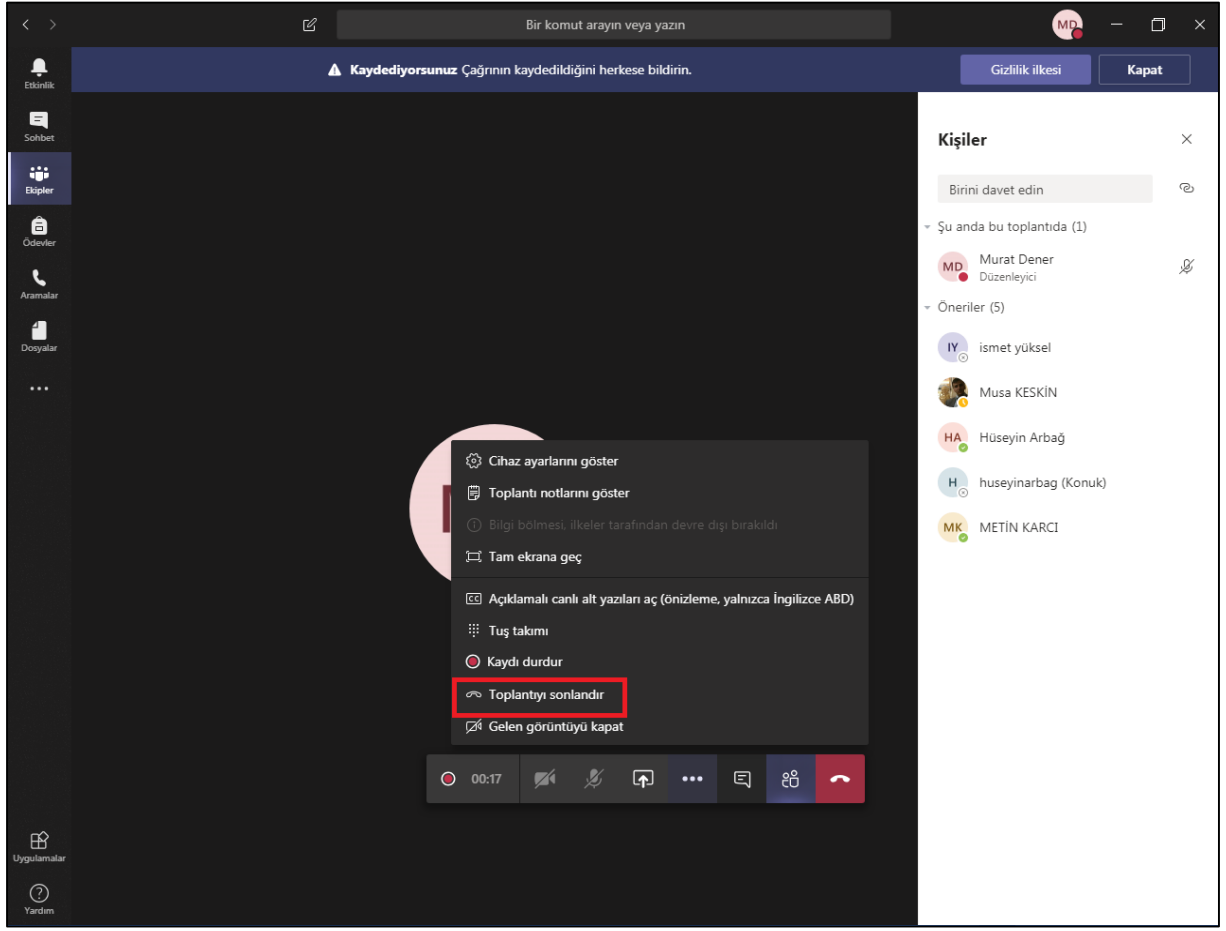 Bir komut arayın veya yazın
MD
Etkinlik
Sohbet
Ekipler
Ödevler
Aramalar
Dosyalar
Uygulamalar
Yardım
Kaydediyorsunuz Çağrının kaydedildiğini herkese bildirin.
Gizlilik ilkesi
Kapat
Cihaz ayarlarını göster
Toplantı notlarını göster
Bilgi bölmesi, ilkeler tarafından devre dışı bırakıldı
Tam ekrana geç
CC Açıklamalı canlı alt yazıları aç (önizleme, yalnızca İngilizce ABD)
Tuş takımı
Kaydı durdur
Toplantıyı sonlandır
Gelen görüntüyü kapat
00:17
Kişiler
Birini davet edin
Şu anda bu toplantıda (1)
MD Murat Dener
Düzenleyici
Öneriler (5)
IY ismet yüksel
Musa KESKİN
HA Hüseyin Arbağ
H huseyinarbag (Konuk)
MK METİN KARCI